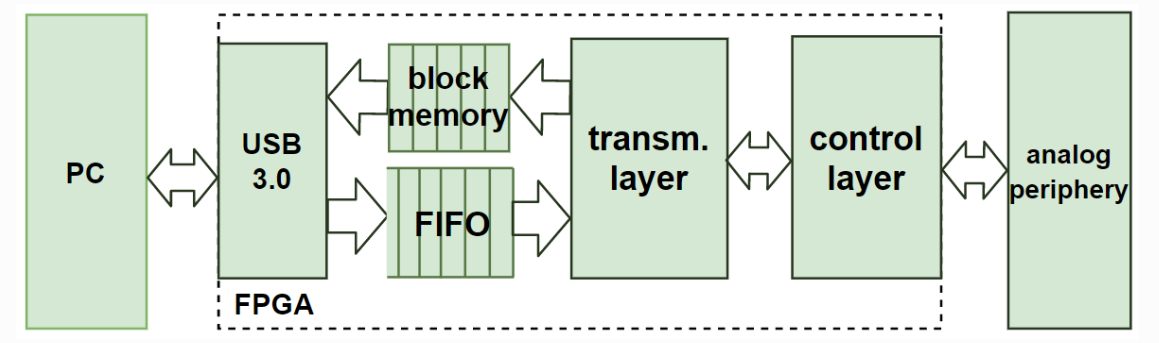 PC
USB
3.0
block
memory
FIFO
transm.
layer
control
layer
analog
periphery
FPGA